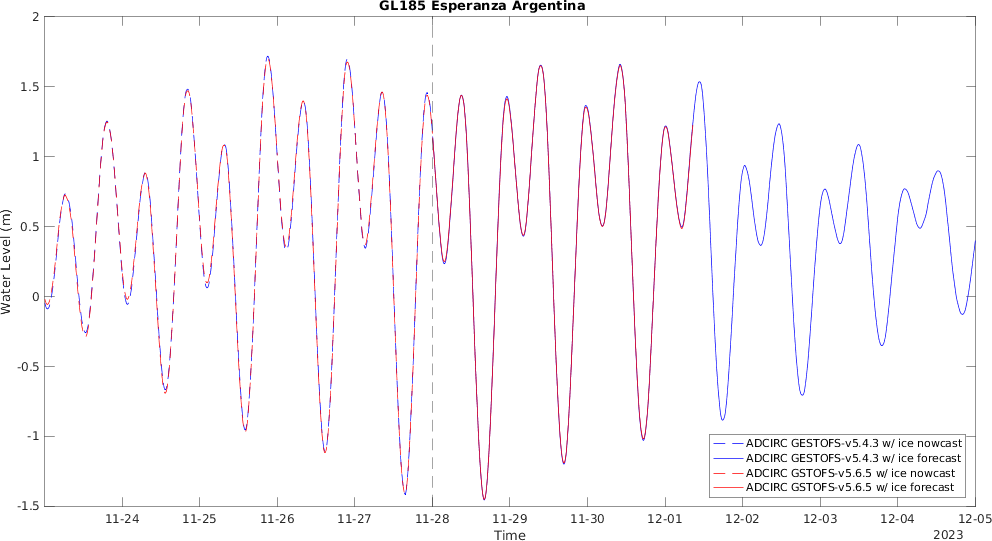 GL185 Esperanza Argentina
2
1.5
1
0.5
0
-0.5
-1
-1.5
Water Level (m)
11-24 11-25 11-26 11-27 11-28 11-29 11-30 12-01 12-02 12-03 12-04 12-05
Time
2023
ADCIRC GESTOFS-v5.4.3 w/ ice nowcast
ADCIRC GESTOFS-v5.4.3 w/ ice forecast
ADCIRC GSTOFS-v5.6.5 w/ ice nowcast
ADCIRC GSTOFS-v5.6.5 w/ ice forecast